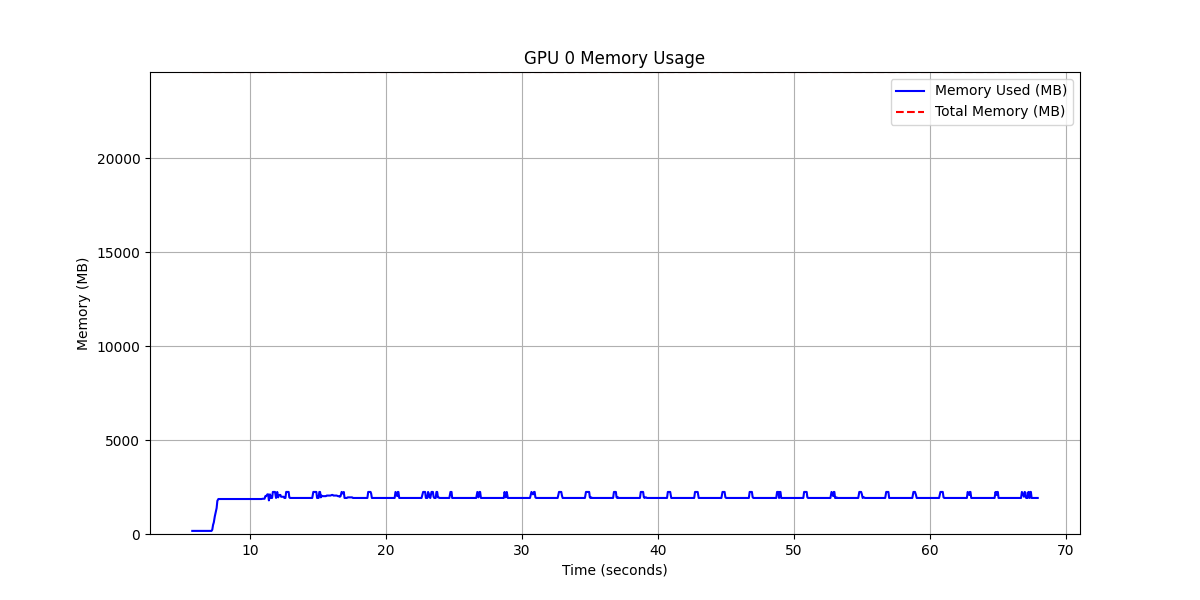 GPU 0 Memory Usage
Memory Used (MB)
Total Memory (MB)
Memory (MB)
20000
15000
10000
5000
0
10 20 30 40 50 60 70
Time (seconds)